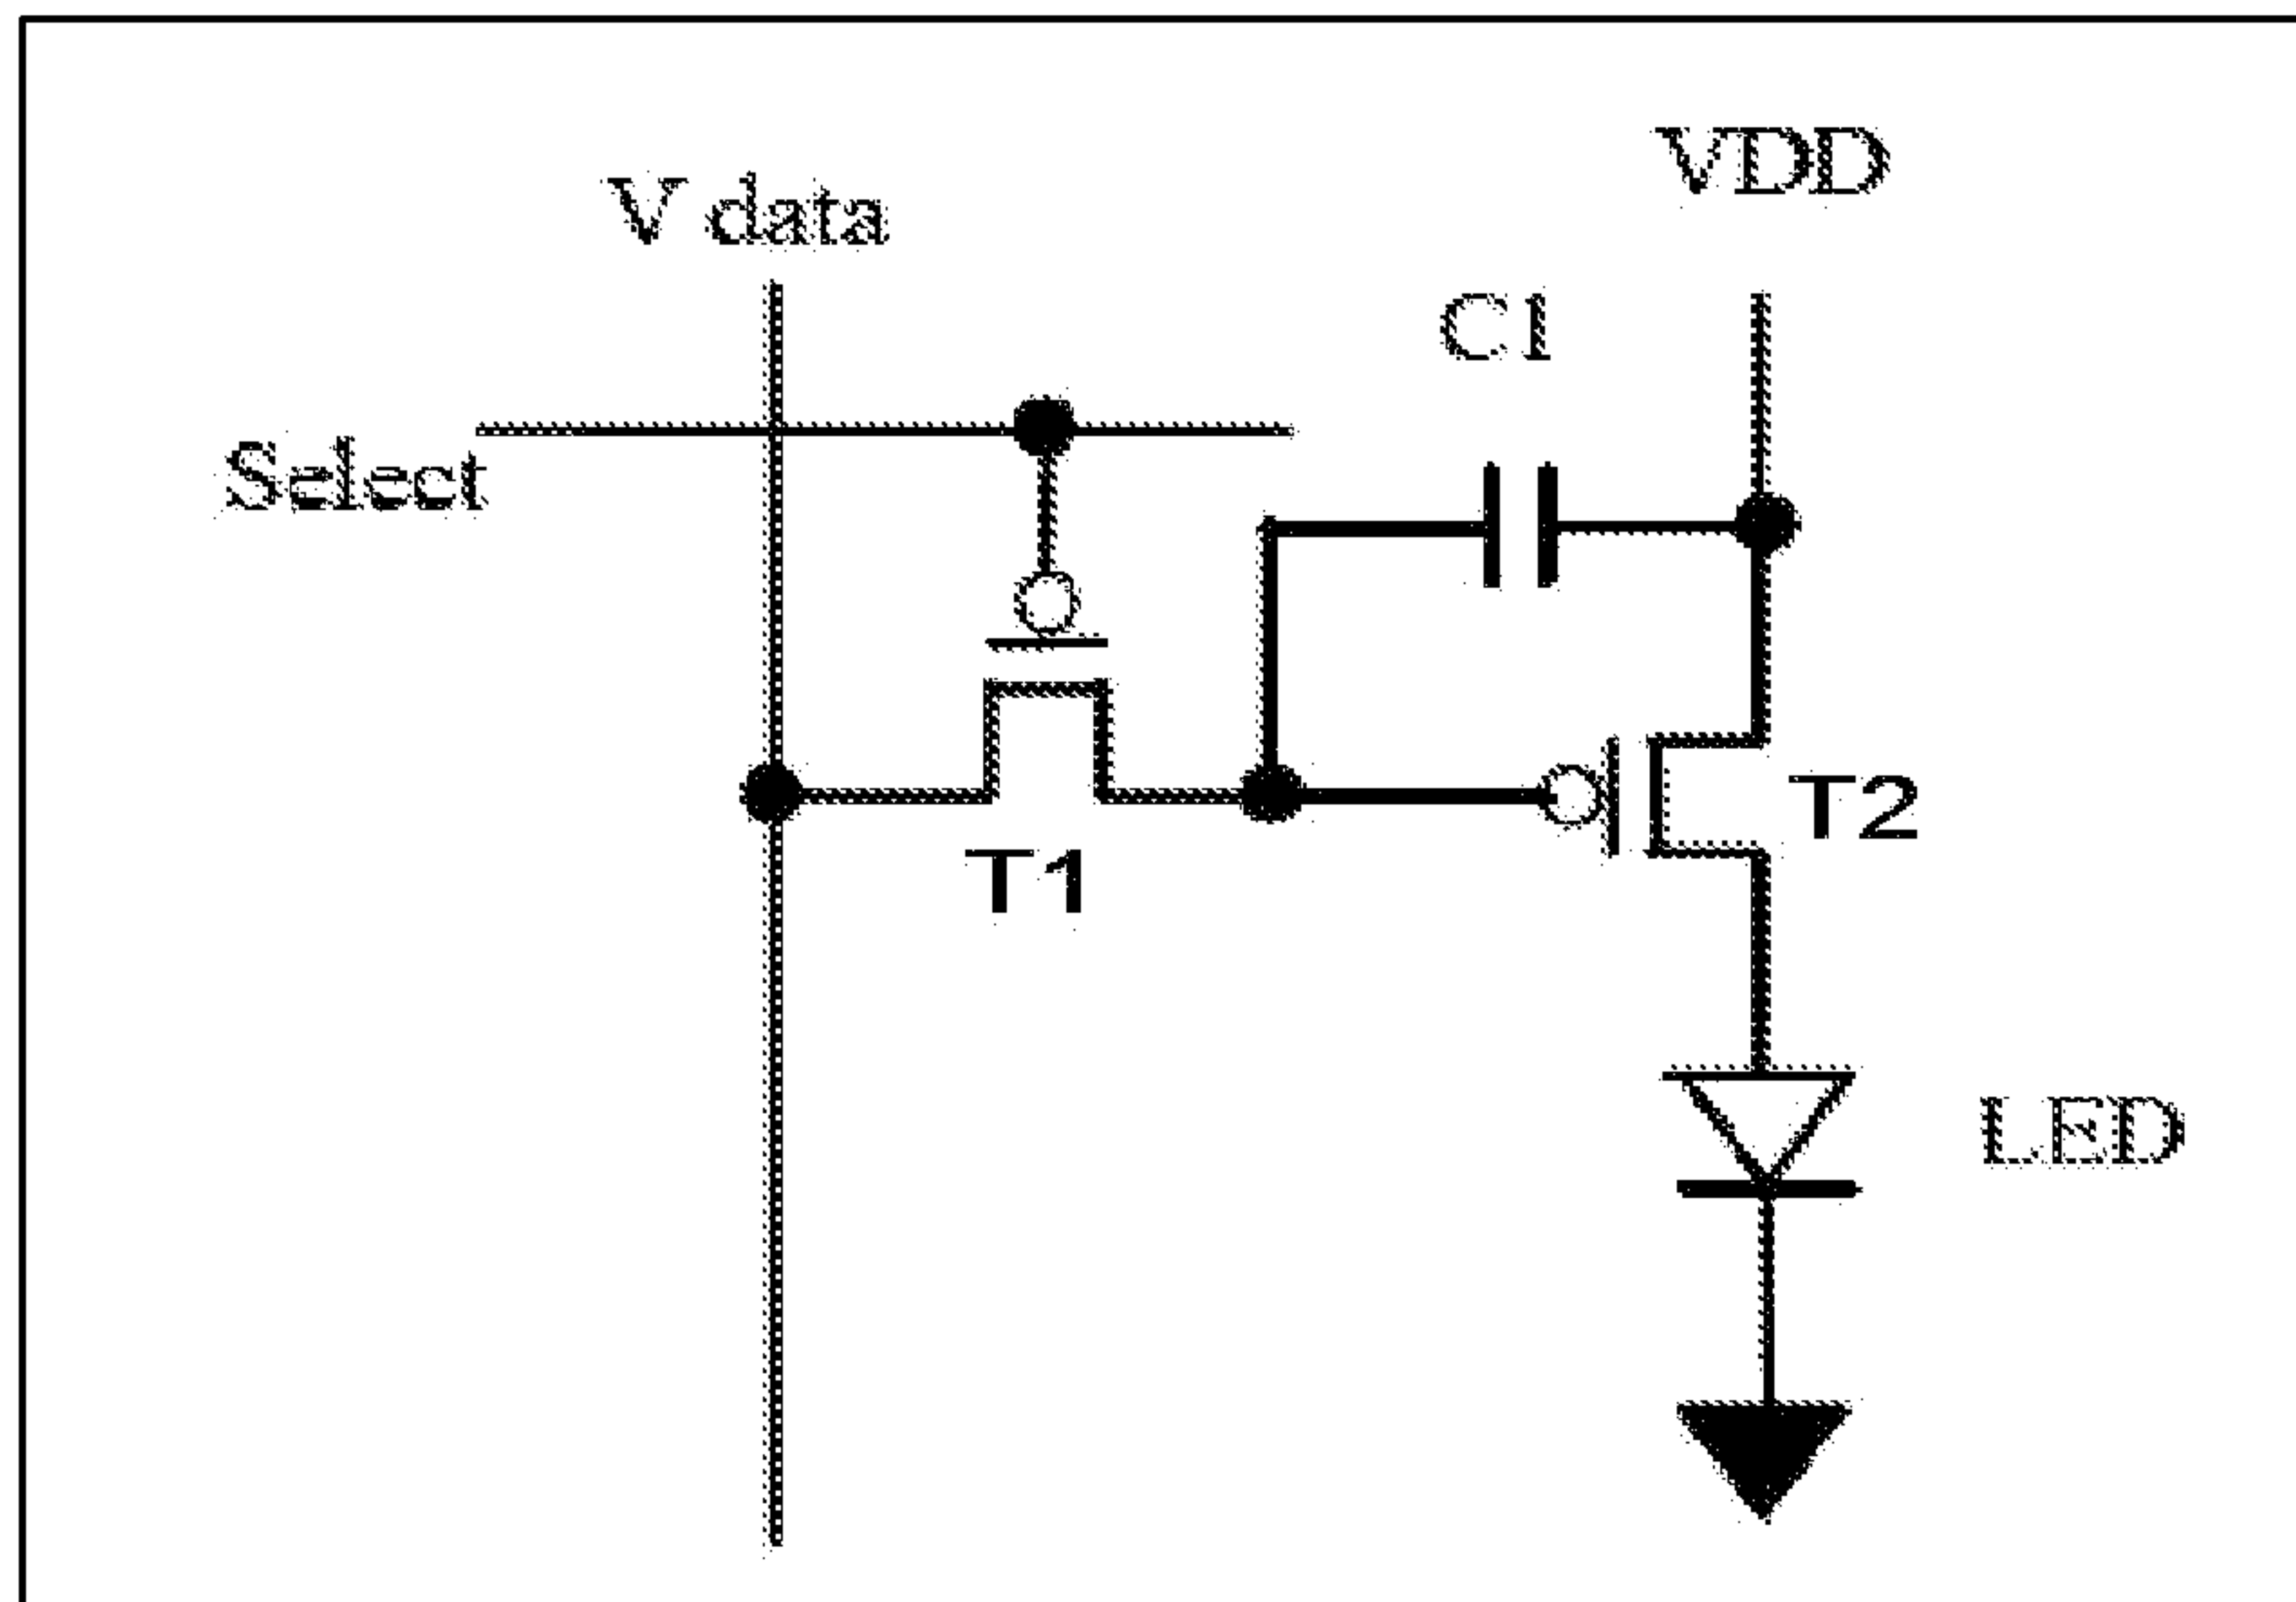 VDD
V data
C1
Select
T2
T1
LED